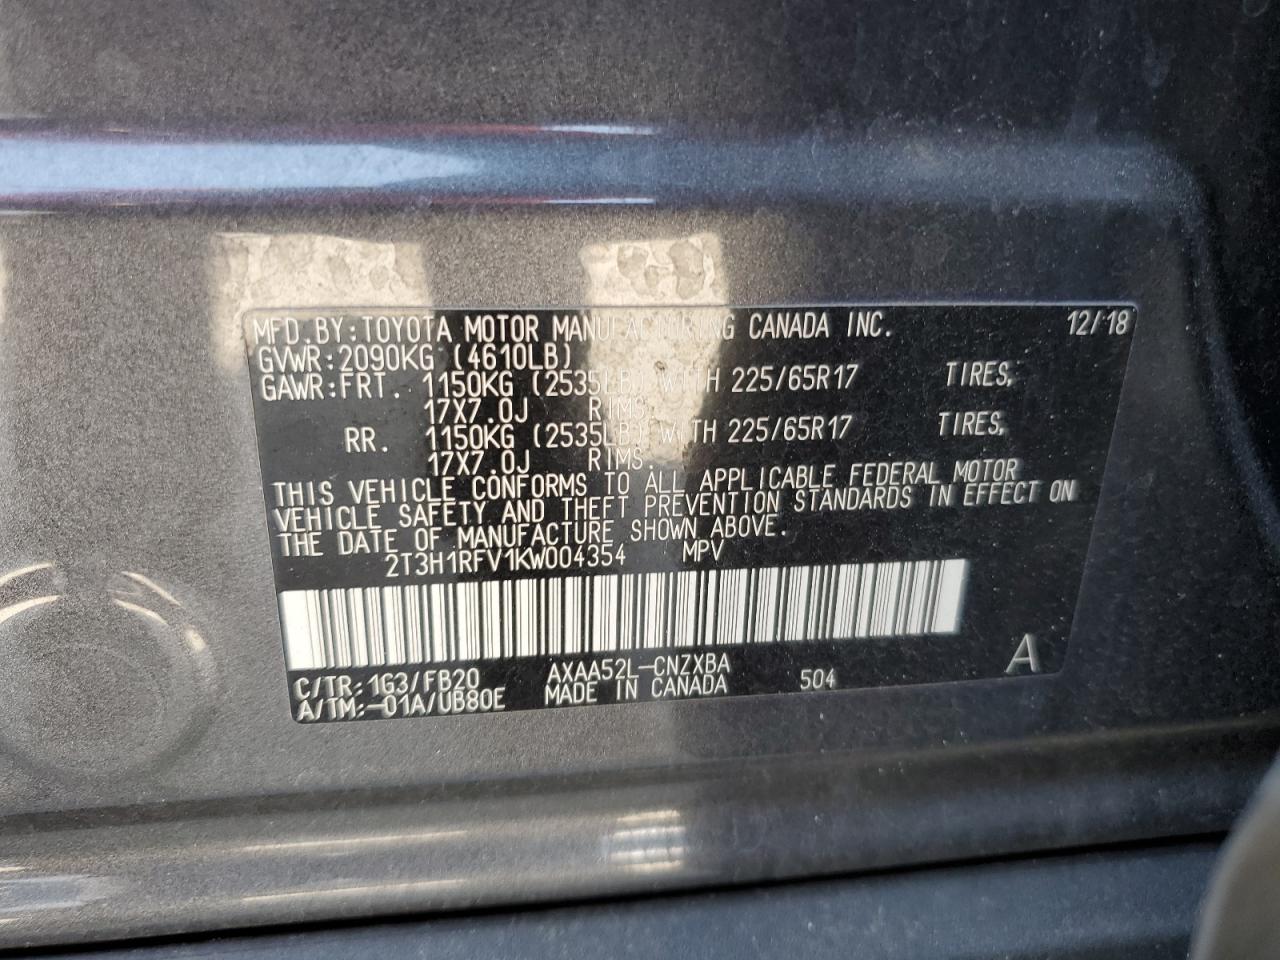 MFD.BY:TOYOTA MOTOR MANUFACTURING CANADA INC. 12/18
GVWR:2090KG (4610LB)
GAWR:FRT. 1150KG (2535LB) WITH 225/65R17 TIRES,
17X7.0J RIMS.
RR. 1150KG (2535LB) WITH 225/65R17 TIRES,
17X7.0J RIMS.
THIS VEHICLE CONFORMS TO ALL APPLICABLE FEDERAL MOTOR
VEHICLE SAFETY AND THEFT PREVENTION STANDARDS IN EFFECT ON
THE DATE OF MANUFACTURE SHOWN ABOVE.
2T3H1RFV1KW004354 MPV
C/TR:1G3/FB20 AXAA52L-CNZXBA 504 A
A/TM:-01A/UB80E MADE IN CANADA